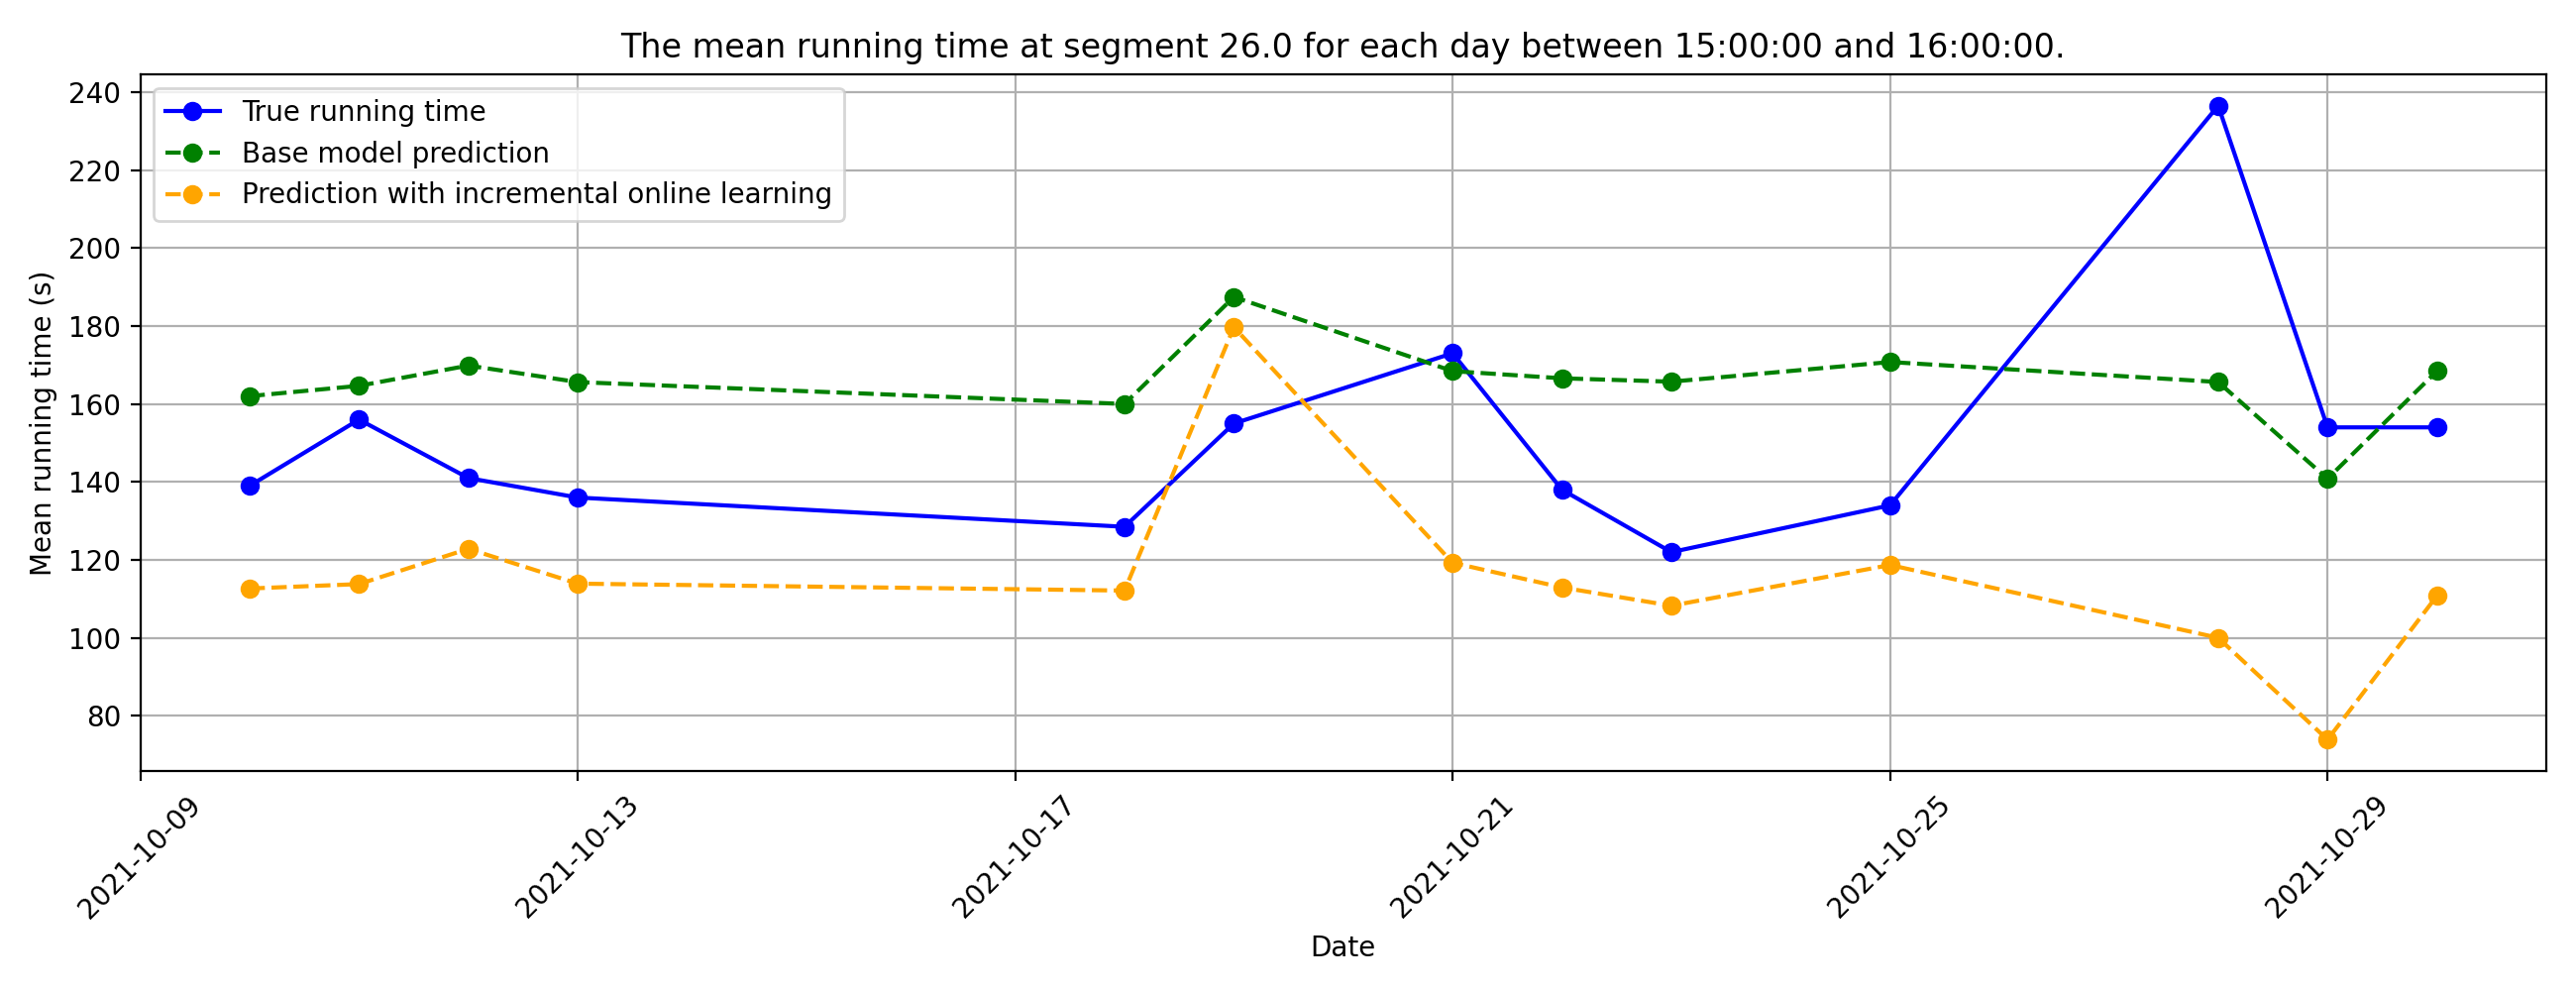 The mean running time at segment 26.0 for each day between 15:00:00 and 16:00:00.
True running time
Base model prediction
Prediction with incremental online learning
Mean running time (s)
240
220
200
180
160
140
120
100
80
2021-10-09
2021-10-13
2021-10-17
2021-10-21
2021-10-25
2021-10-29
Date